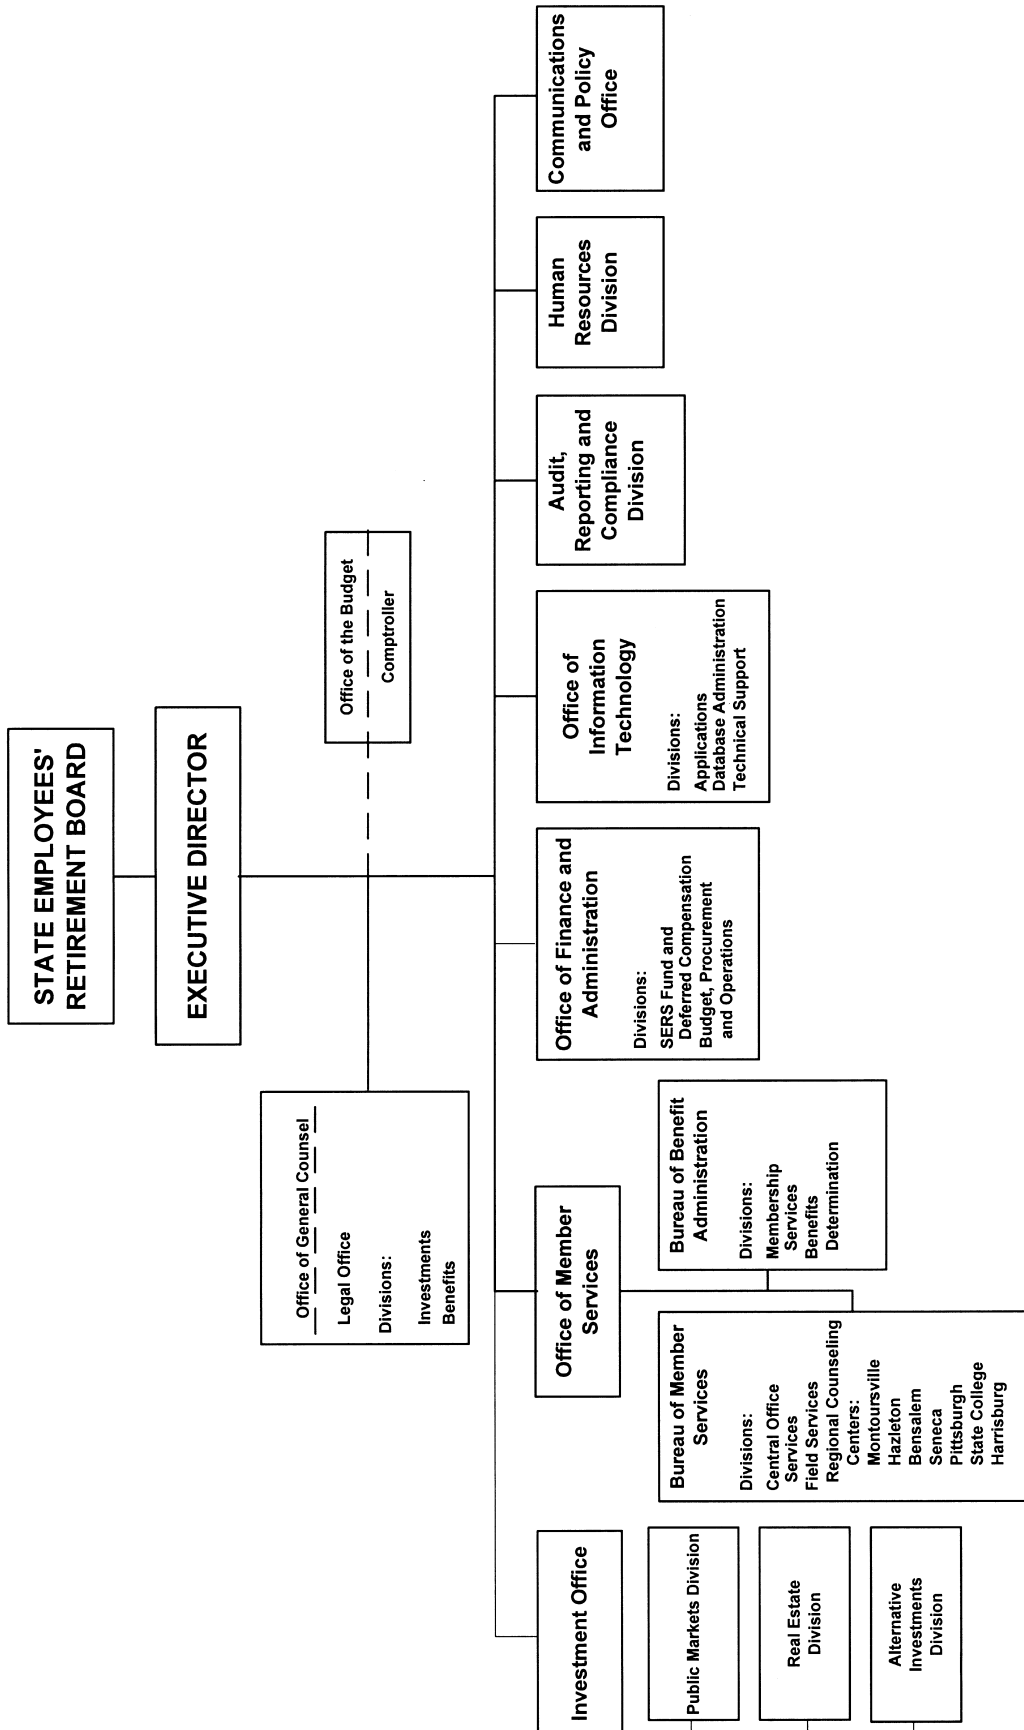 STATE EMPLOYEES'
RETIREMENT BOARD
EXECUTIVE DIRECTOR
Office of General Counsel
Legal Office
Divisions:
Investments
Benefits
Office of the Budget
Comptroller
Investment Office
Public Markets Division
Real Estate
Division
Alternative
Investments
Division
Office of Member
Services
Bureau of Member
Services
Divisions:
Central Office
Services
Field Services
Regional Counseling
Centers:
Montoursville
Hazleton
Bensalem
Seneca
Pittsburgh
State College
Harrisburg
Bureau of Benefit
Administration
Divisions:
Membership
Services
Benefits
Determination
Office of Finance and
Administration
Divisions:
SERS Fund and
Deferred Compensation
Budget, Procurement
and Operations
Office of
Information
Technology
Divisions:
Applications
Database Administration
Technical Support
Audit,
Reporting and
Compliance
Division
Human
Resources
Division
Communications
and Policy
Office